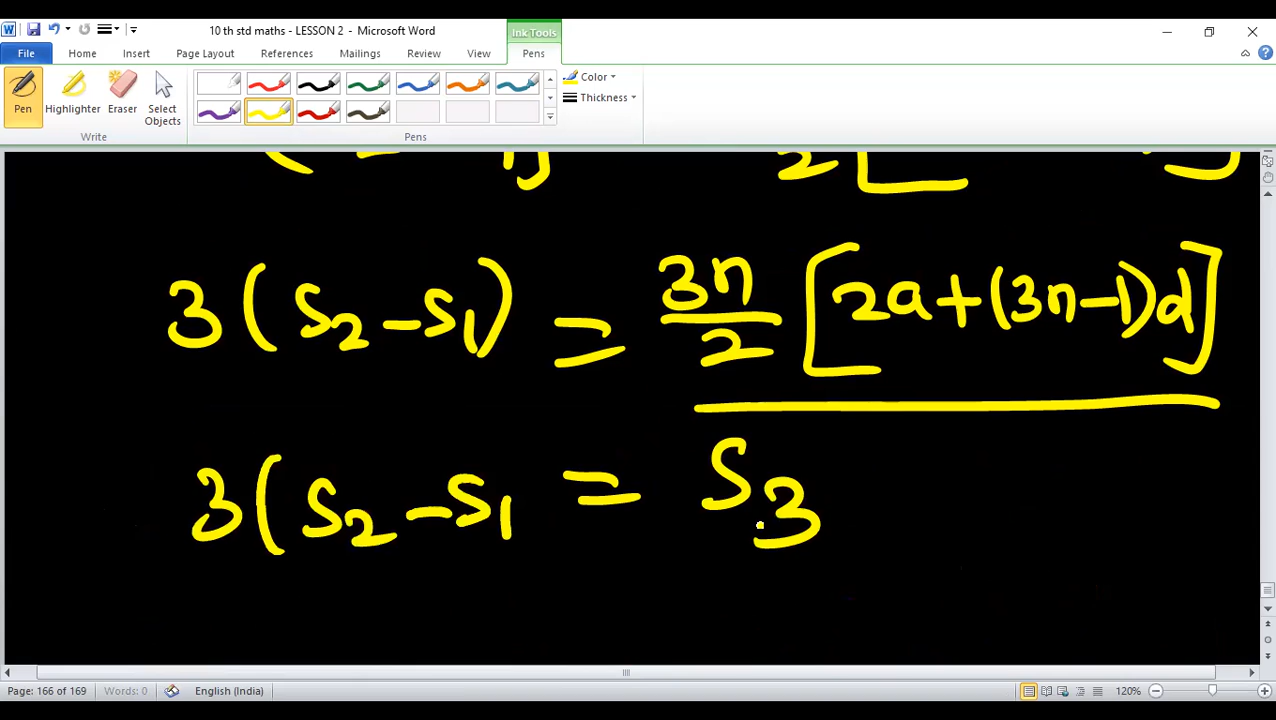 10 th std maths - LESSON 2 - Microsoft Word
Ink Tools
File Home Insert Page Layout References Mailings Review View Pens
Pen Highlighter Eraser Select Objects
Color
Thickness
Write Pens
3(S2-S1) = 3n/2 [2a+(3n-1)d]
3(S2-S1 = S3
Page: 166 of 169 Words: 0 English (India) 120%